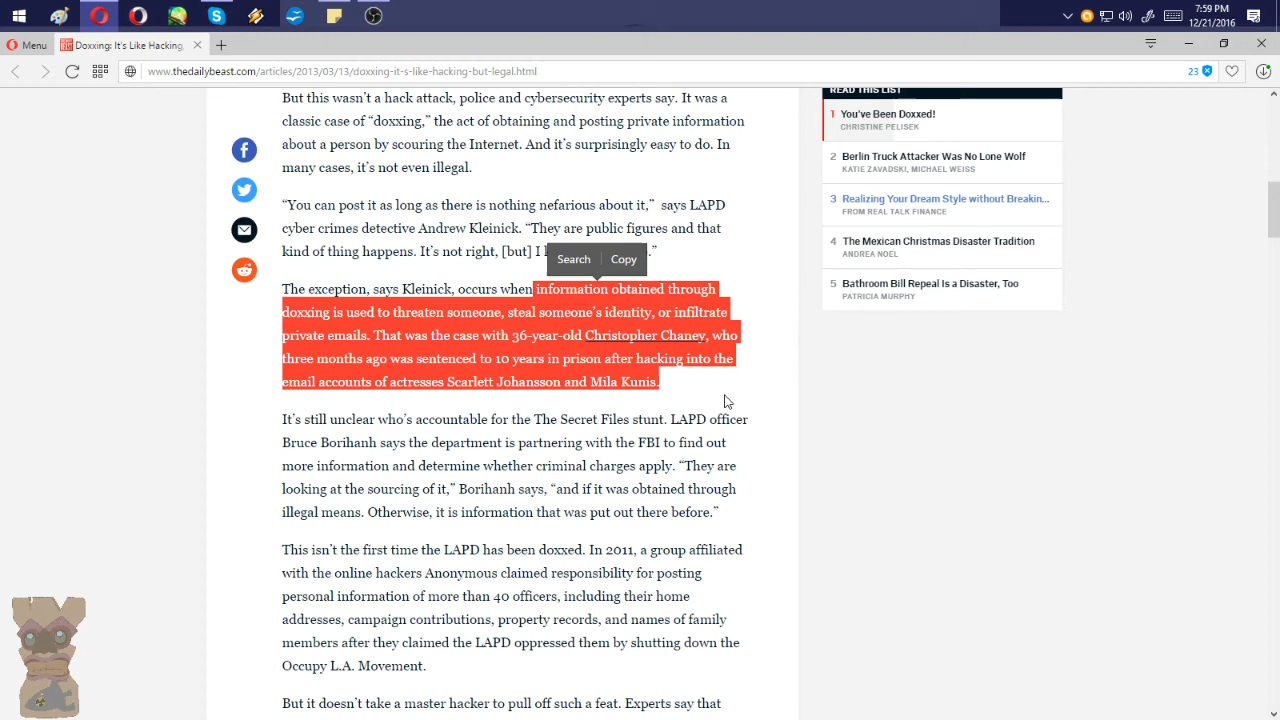 7:59 PM
12/21/2016
Menu
Doxxing: It's Like Hacking,
www.thedailybeast.com/articles/2013/03/13/doxxing-it-s-like-hacking-but-legal.html
23
But this wasn't a hack attack, police and cybersecurity experts say. It was a
classic case of “doxxing,” the act of obtaining and posting private information
about a person by scouring the Internet. And it's surprisingly easy to do. In
many cases, it's not even illegal.
“You can post it as long as there is nothing nefarious about it,” says LAPD
cyber crimes detective Andrew Kleinick. “They are public figures and that
kind of thing happens. It's not right, [but] I h
.”
Search
Copy
The exception, says Kleinick, occurs when information obtained through
doxxing is used to threaten someone, steal someone's identity, or infiltrate
private emails. That was the case with 36-year-old Christopher Chaney, who
three months ago was sentenced to 10 years in prison after hacking into the
email accounts of actresses Scarlett Johansson and Mila Kunis.
It's still unclear who's accountable for the The Secret Files stunt. LAPD officer
Bruce Borihanh says the department is partnering with the FBI to find out
more information and determine whether criminal charges apply. “They are
looking at the sourcing of it,” Borihanh says, “and if it was obtained through
illegal means. Otherwise, it is information that was put out there before.”
This isn't the first time the LAPD has been doxxed. In 2011, a group affiliated
with the online hackers Anonymous claimed responsibility for posting
personal information of more than 40 officers, including their home
addresses, campaign contributions, property records, and names of family
members after they claimed the LAPD oppressed them by shutting down the
Occupy L.A. Movement.
But it doesn't take a master hacker to pull off such a feat. Experts say that
READ THIS LIST
1 You've Been Doxxed!
CHRISTINE PELISEK
2 Berlin Truck Attacker Was No Lone Wolf
KATIE ZAVADSKI, MICHAEL WEISS
3 Realizing Your Dream Style without Breakin...
FROM REAL TALK FINANCE
4 The Mexican Christmas Disaster Tradition
ANDREA NOEL
5 Bathroom Bill Repeal Is a Disaster, Too
PATRICIA MURPHY